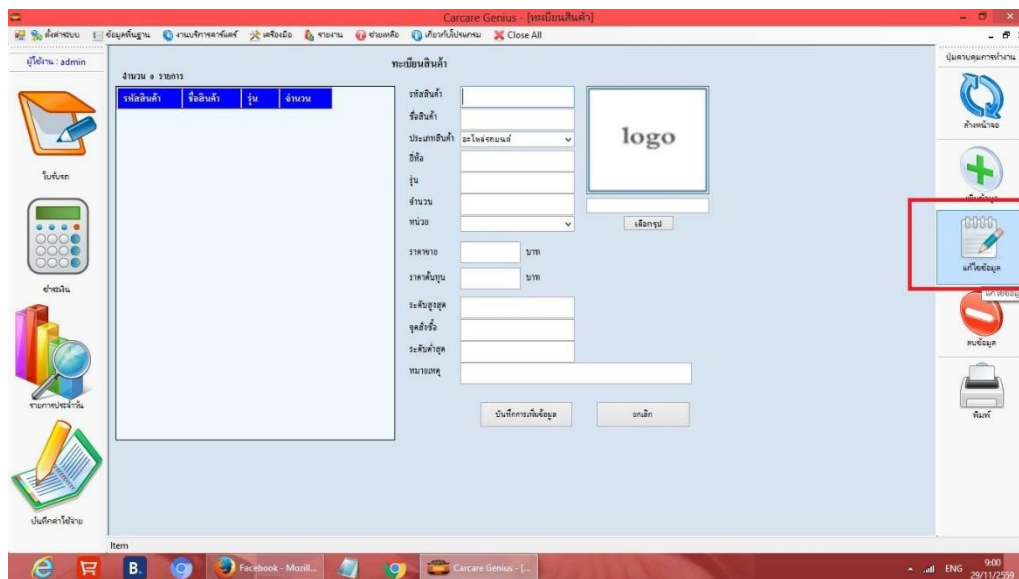 Carcare Genius - [ทะเบียนสินค้า]
ตั้งค่าระบบ ข้อมูลพื้นฐาน งานบริการคาร์แคร์ เครื่องมือ รายงาน ช่วยเหลือ เกี่ยวกับโปรแกรม Close All
ผู้ใช้งาน : admin
ใบรับรถ
ชำระเงิน
รายการประจำวัน
บันทึกค่าใช้จ่าย
ทะเบียนสินค้า
จำนวน 0 รายการ
รหัสสินค้า ชื่อสินค้า รุ่น จำนวน
รหัสสินค้า
ชื่อสินค้า
ประเภทสินค้า อะไหล่รถยนต์
ยี่ห้อ
รุ่น
จำนวน
หน่วย
ราคาขาย บาท
ราคาต้นทุน บาท
ระดับสูงสุด
จุดสั่งซื้อ
ระดับต่ำสุด
หมายเหตุ
logo
เลือกรูป
บันทึกการเพิ่มข้อมูล ยกเลิก
ปุ่มควบคุมการทำงาน
ล้างหน้าจอ
เพิ่มข้อมูล
แก้ไขข้อมูล
แก้ไขข้อมูล
ลบข้อมูล
พิมพ์
Item
Facebook - Mozill...
Carcare Genius - [...
ENG
9:00
29/11/2559